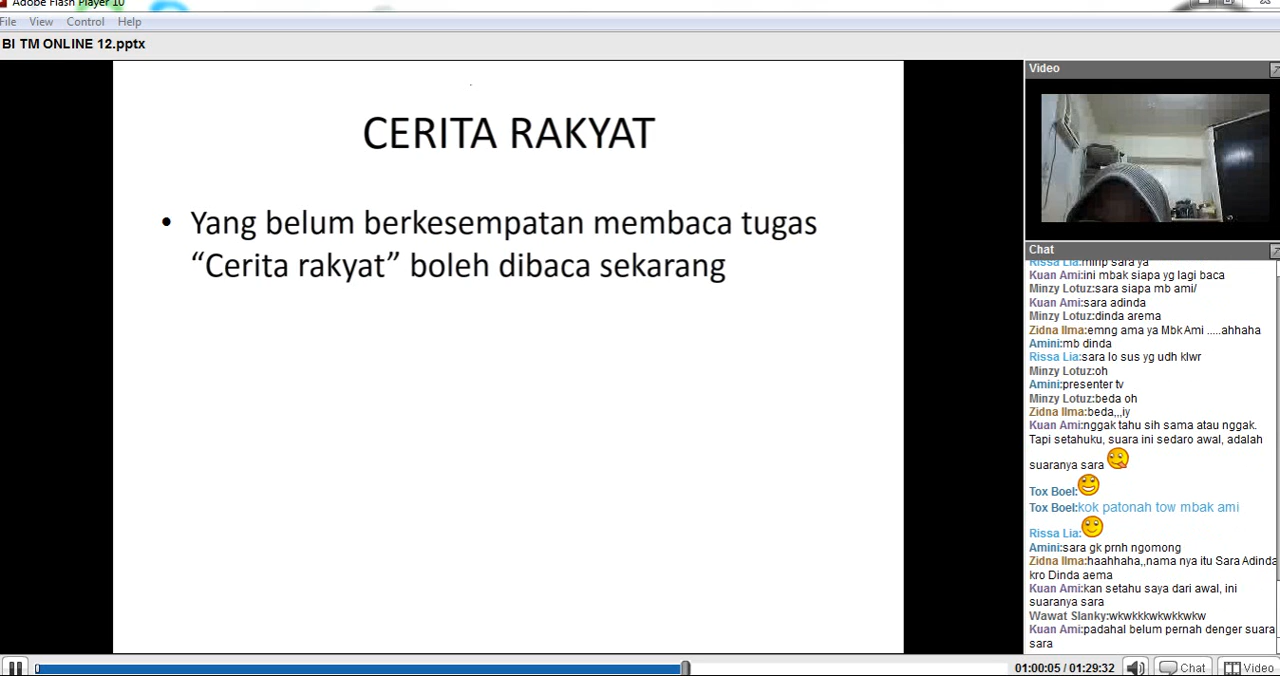 Adobe Flash Player 10
File View Control Help
BI TM ONLINE 12.pptx
CERITA RAKYAT
• Yang belum berkesempatan membaca tugas
“Cerita rakyat” boleh dibaca sekarang
Video
Chat
Rissa Lia:mirip sara ya
Kuan Ami:ini mbak siapa yg lagi baca
Minzy Lotuz:sara siapa mb ami/
Kuan Ami:sara adinda
Minzy Lotuz:dinda arema
Zidna Ilma:emng ama ya Mbk Ami .....ahhaha
Amini:mb dinda
Rissa Lia:sara lo sus yg udh klwr
Minzy Lotuz:oh
Amini:presenter tv
Minzy Lotuz:beda oh
Zidna Ilma:beda,,,iy
Kuan Ami:nggak tahu sih sama atau nggak.
Tapi setahuku, suara ini sedaro awal, adalah
suaranya sara
Tox Boel:
Tox Boel:kok patonah tow mbak ami
Rissa Lia:
Amini:sara gk prnh ngomong
Zidna Ilma:haahhaha,,nama nya itu Sara Adinda
kro Dinda aema
Kuan Ami:kan setahu saya dari awal, ini
suaranya sara
Wawat Slanky:wkwkkkwkwkkwkw
Kuan Ami:padahal belum pernah denger suara
sara
01:00:05 / 01:29:32
Chat
Video